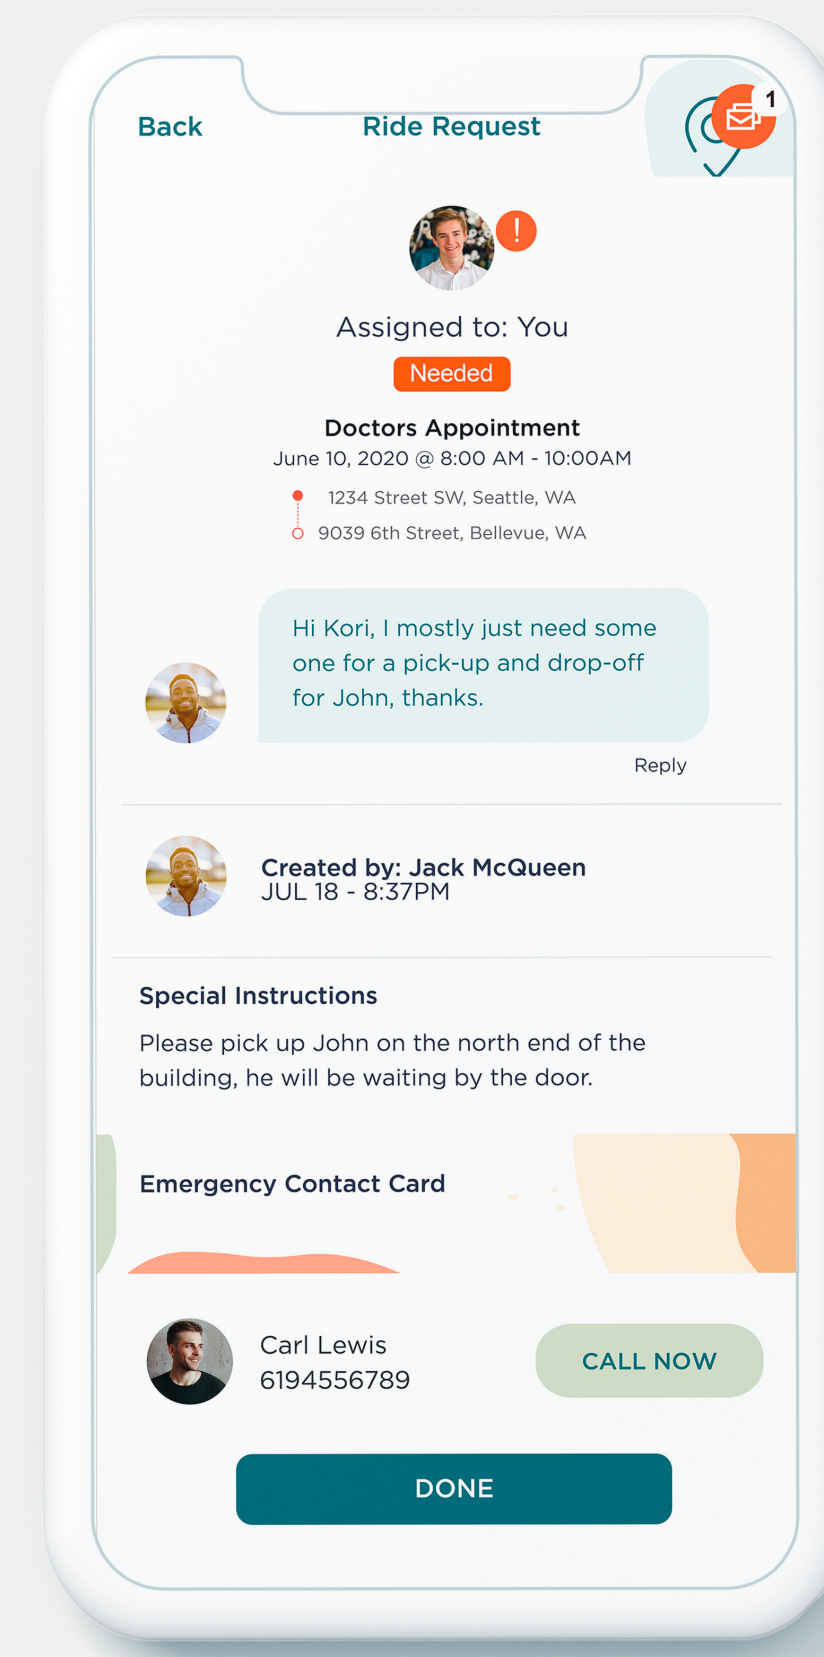 Back
Ride Request
1
!
Assigned to: You
Needed
Doctors Appointment
June 10, 2020 @ 8:00 AM - 10:00AM
1234 Street SW, Seattle, WA
9039 6th Street, Bellevue, WA
Hi Kori, I mostly just need some
one for a pick-up and drop-off
for John, thanks.
Reply
Created by: Jack McQueen
JUL 18 - 8:37PM
Special Instructions
Please pick up John on the north end of the
building, he will be waiting by the door.
Emergency Contact Card
Carl Lewis
6194556789
CALL NOW
DONE